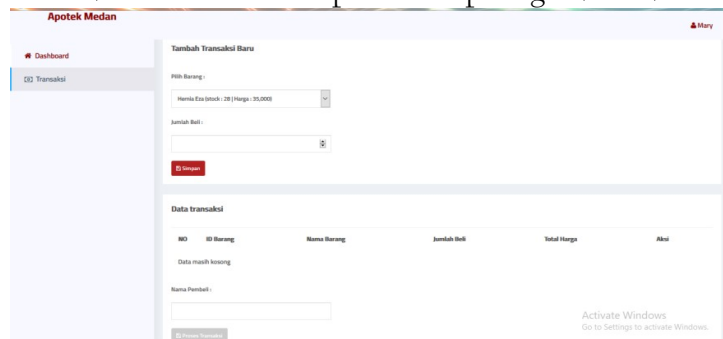 Apotek Medan
Mary
Dashboard
Transaksi
Tambah Transaksi Baru
Pilih Barang :
Hernia Eza (stock : 28 | Harga : 35,000)
Jumlah Beli :
Simpan
Data transaksi
NO ID Barang Nama Barang Jumlah Beli Total Harga Aksi
Data masih kosong
Nama Pembeli :
Proses Transaksi
Activate Windows
Go to Settings to activate Windows.